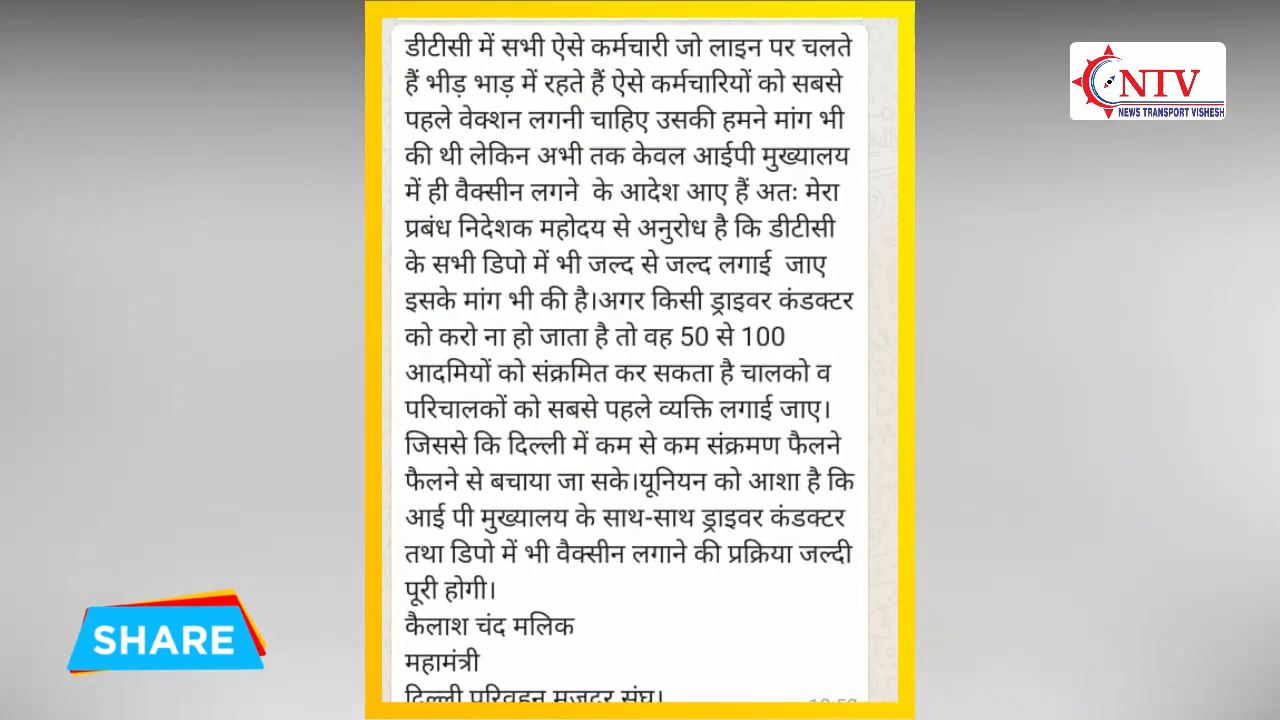 डीटीसी में सभी ऐसे कर्मचारी जो लाइन पर चलते
हैं भीड़ भाड़ में रहते हैं ऐसे कर्मचारियों को सबसे
पहले वेक्शन लगनी चाहिए उसकी हमने मांग भी
की थी लेकिन अभी तक केवल आईपी मुख्यालय
में ही वैक्सीन लगने के आदेश आए हैं अतः मेरा
प्रबंध निदेशक महोदय से अनुरोध है कि डीटीसी
के सभी डिपो में भी जल्द से जल्द लगाई जाए
इसके मांग भी की है।अगर किसी ड्राइवर कंडक्टर
को करो ना हो जाता है तो वह 50 से 100
आदमियों को संक्रमित कर सकता है चालको व
परिचालकों को सबसे पहले व्यक्ति लगाई जाए।
जिससे कि दिल्ली में कम से कम संक्रमण फैलने
फैलने से बचाया जा सके।यूनियन को आशा है कि
आई पी मुख्यालय के साथ-साथ ड्राइवर कंडक्टर
तथा डिपो में भी वैक्सीन लगाने की प्रक्रिया जल्दी
पूरी होगी।
कैलाश चंद मलिक
महामंत्री
दिल्ली परिवहन मजदूर संघ।
NTV
NEWS TRANSPORT VISHESH
SHARE